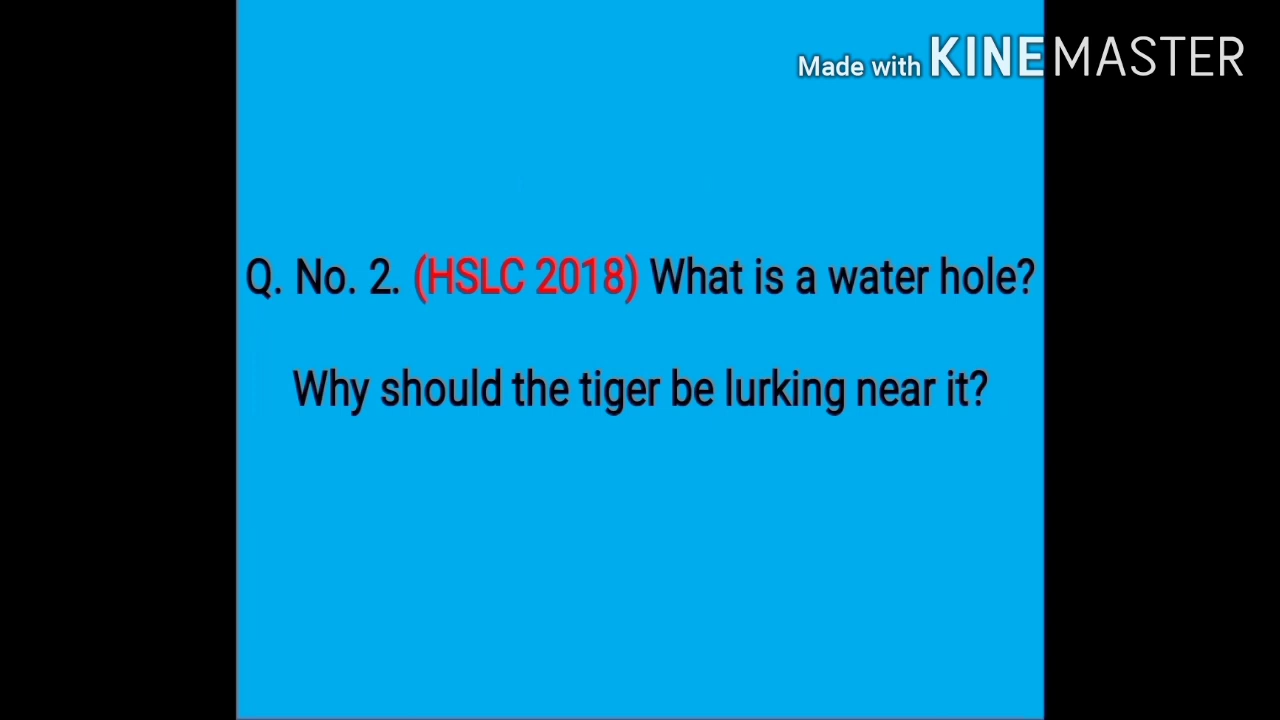 Made with KINEMASTER
Q. No. 2. (HSLC 2018) What is a water hole?
Why should the tiger be lurking near it?